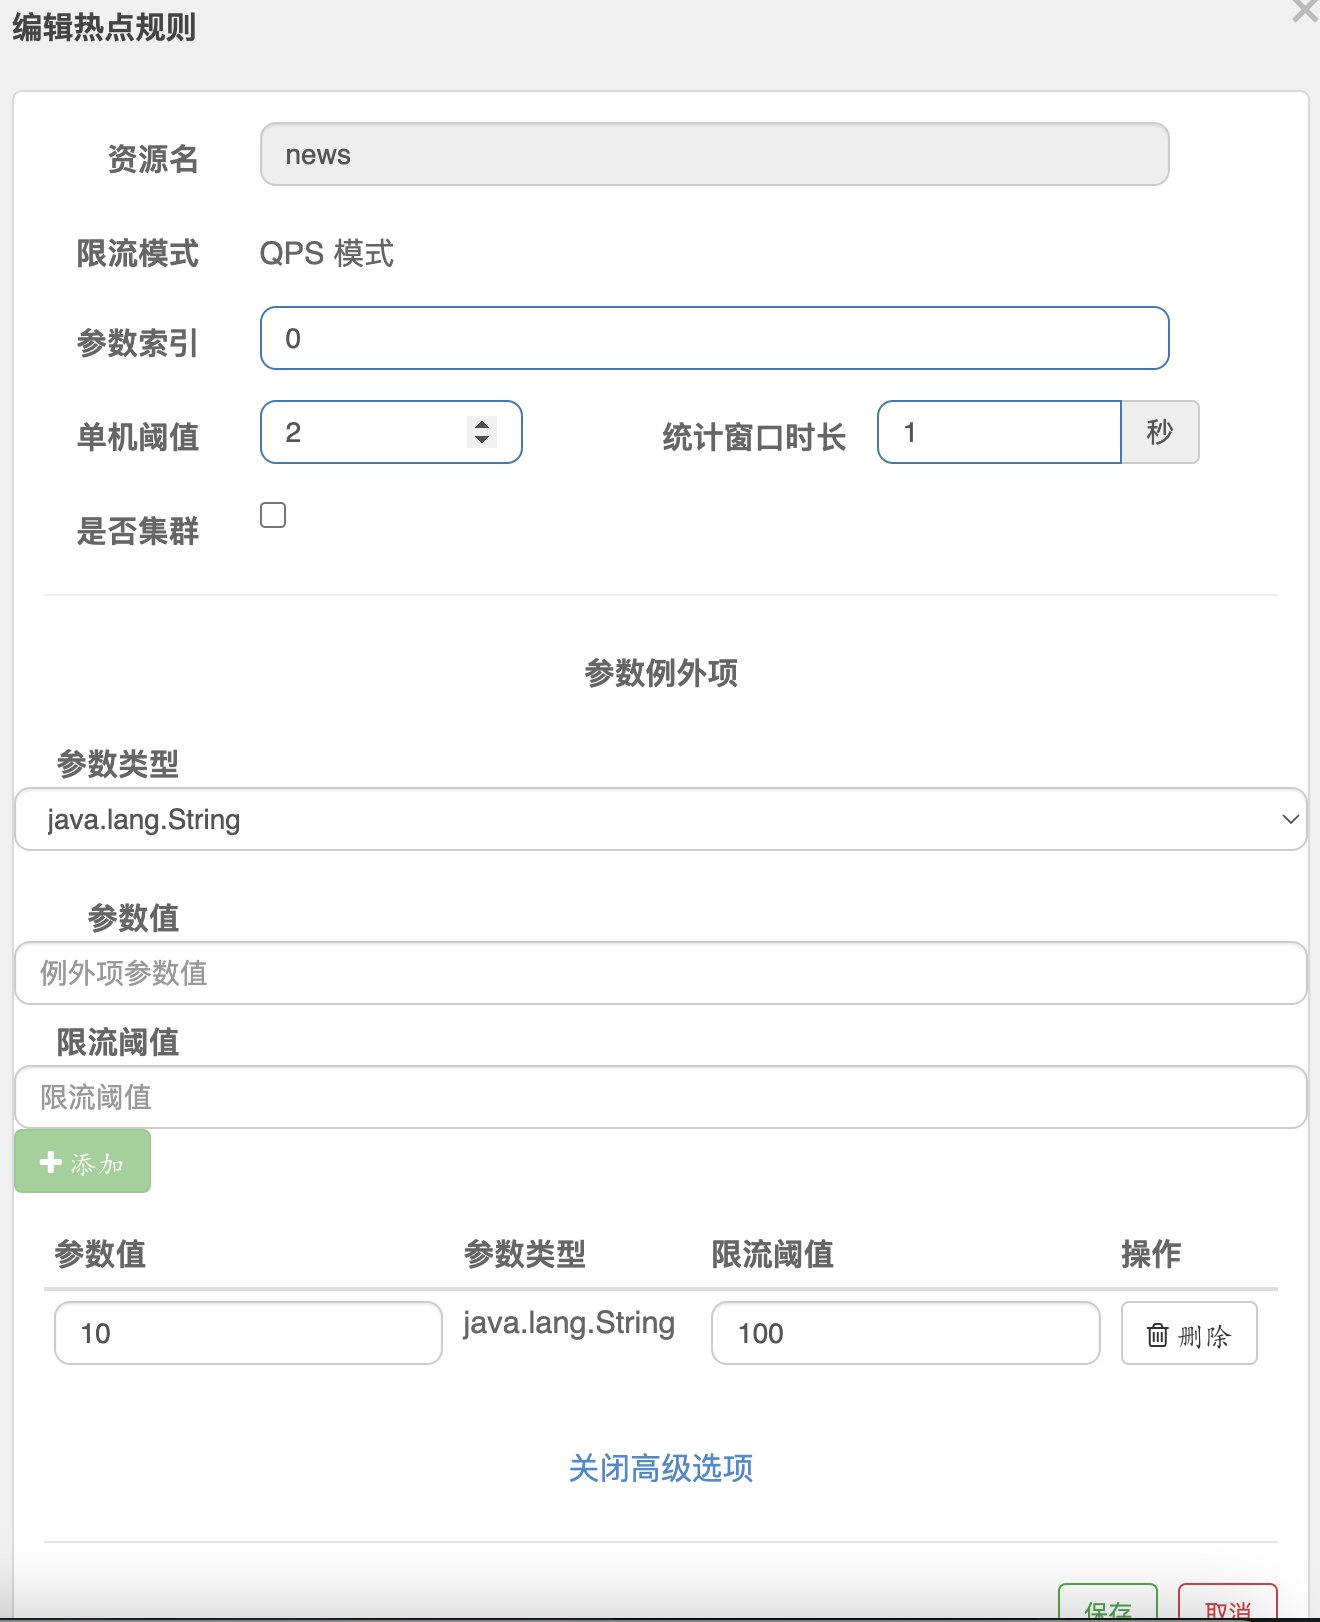 编辑热点规则
资源名 news
限流模式 QPS 模式
参数索引 0
单机阈值 2 统计窗口时长 1 秒
是否集群
参数例外项
参数类型
java.lang.String
参数值
例外项参数值
限流阈值
限流阈值
添加
参数值 参数类型 限流阈值 操作
10 java.lang.String 100 删除
关闭高级选项
保存 取消